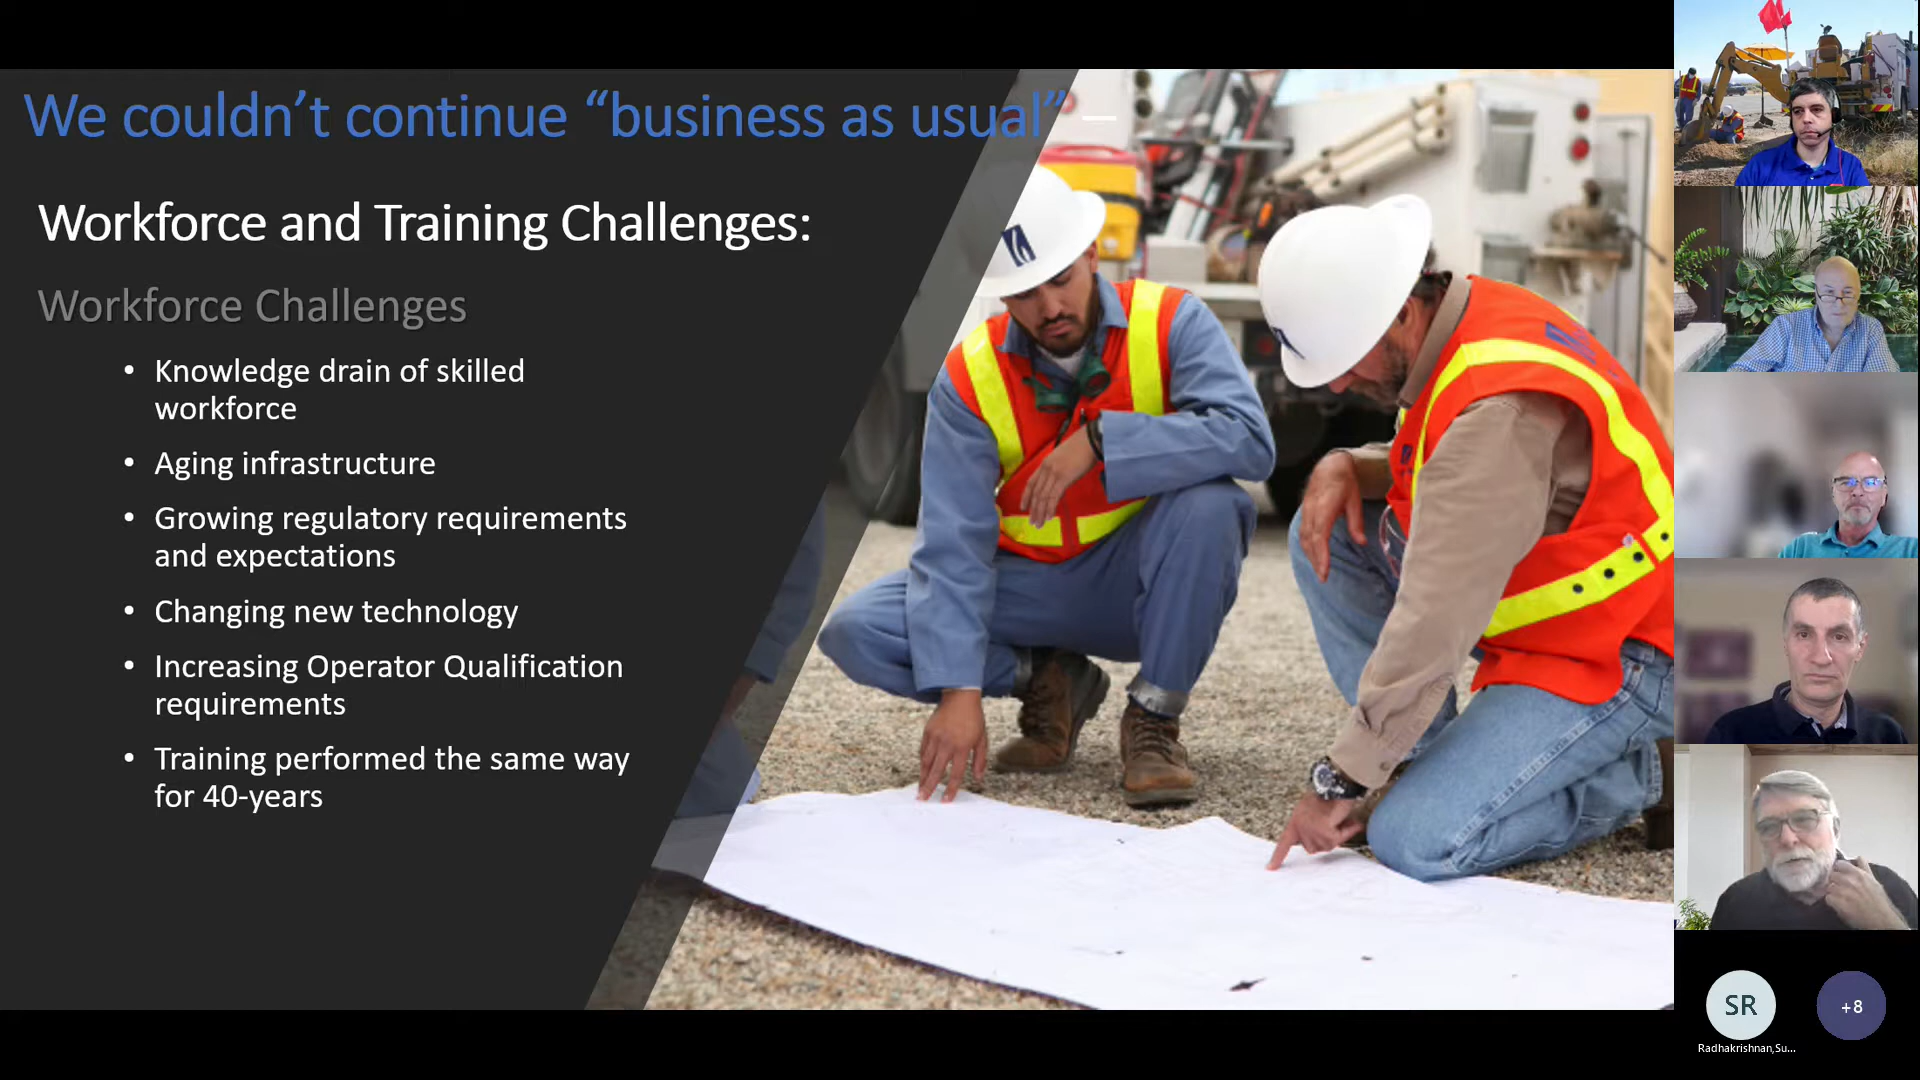 We couldn’t continue “business as usual”
Workforce and Training Challenges:
Workforce Challenges
• Knowledge drain of skilled
workforce
• Aging infrastructure
• Growing regulatory requirements
and expectations
• Changing new technology
• Increasing Operator Qualification
requirements
• Training performed the same way
for 40-years
SR
+8
Radhakrishnan,Su...